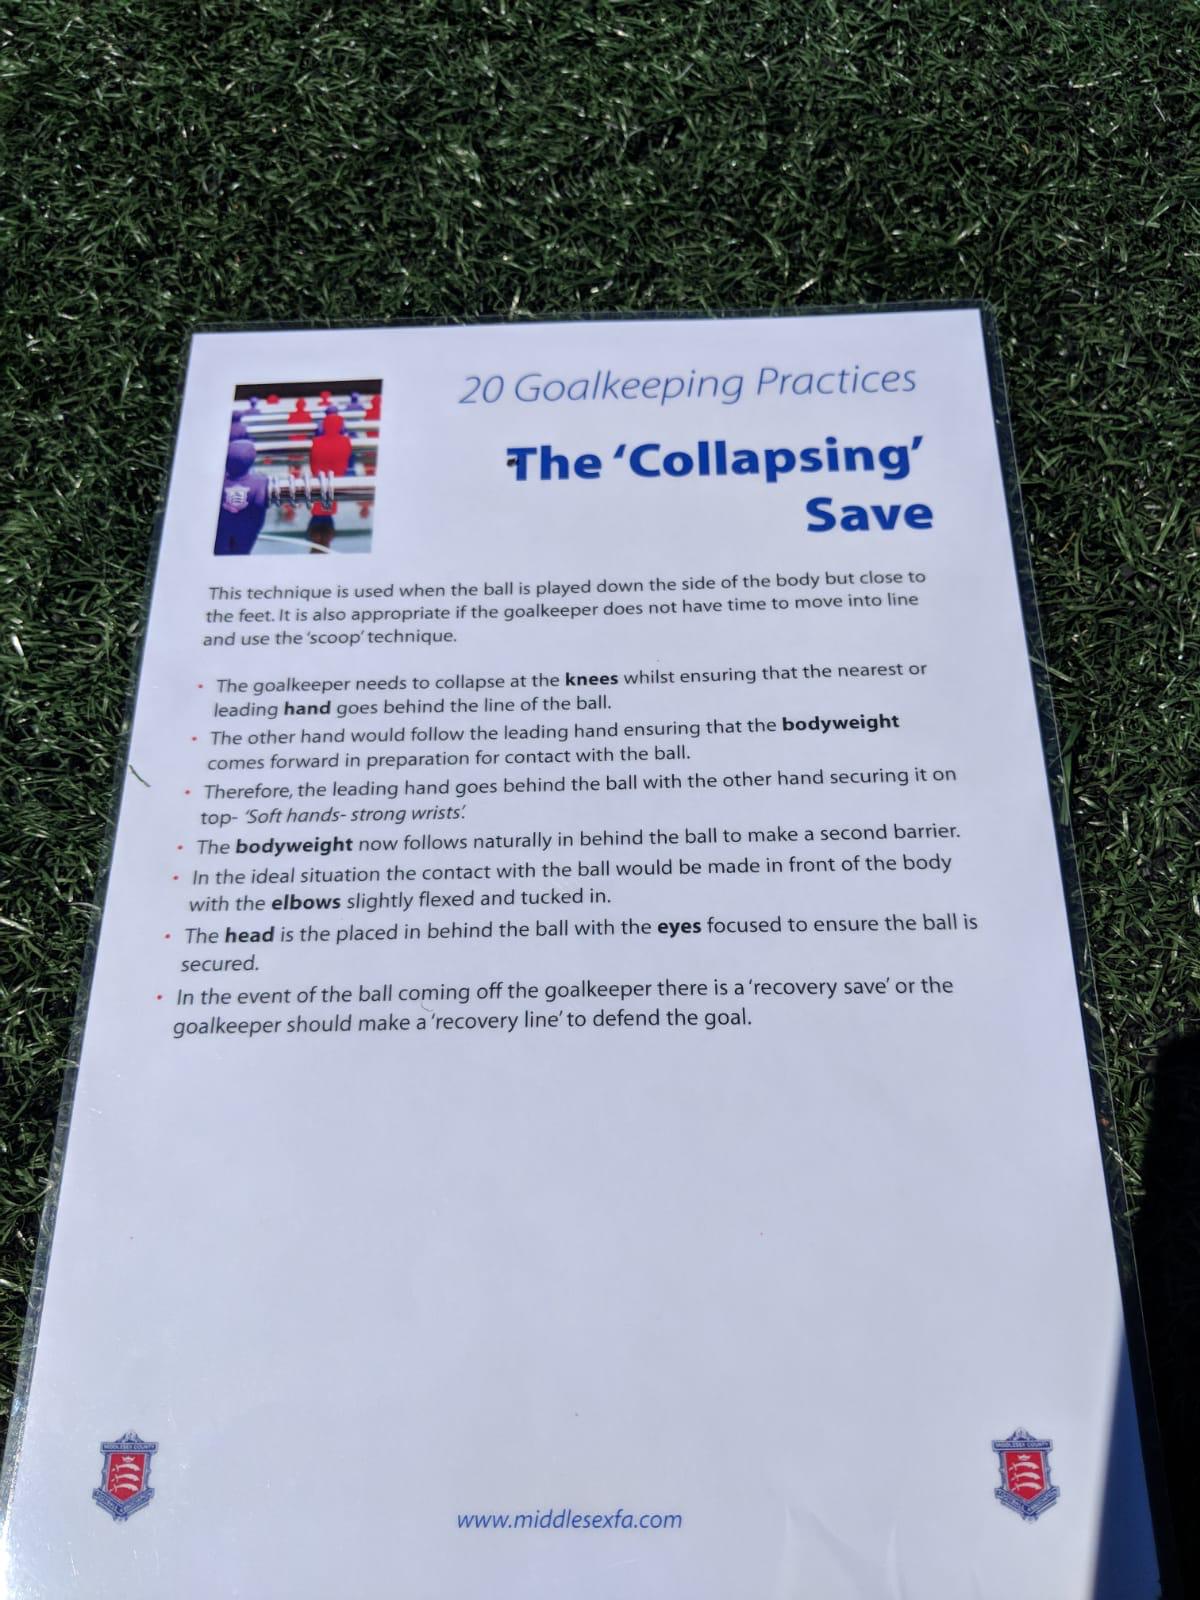 20 Goalkeeping Practices
The 'Collapsing'
Save
This technique is used when the ball is played down the side of the body but close to
the feet. It is also appropriate if the goalkeeper does not have time to move into line
and use the 'scoop' technique.
• The goalkeeper needs to collapse at the knees whilst ensuring that the nearest or
leading hand goes behind the line of the ball.
• The other hand would follow the leading hand ensuring that the bodyweight
comes forward in preparation for contact with the ball.
• Therefore, the leading hand goes behind the ball with the other hand securing it on
top- 'Soft hands- strong wrists'.
• The bodyweight now follows naturally in behind the ball to make a second barrier.
• In the ideal situation the contact with the ball would be made in front of the body
with the elbows slightly flexed and tucked in.
• The head is the placed in behind the ball with the eyes focused to ensure the ball is
secured.
• In the event of the ball coming off the goalkeeper there is a 'recovery save' or the
goalkeeper should make a 'recovery line' to defend the goal.
MIDDLESEX COUNTY
MIDDLESEX COUNTY
www.middlesexfa.com